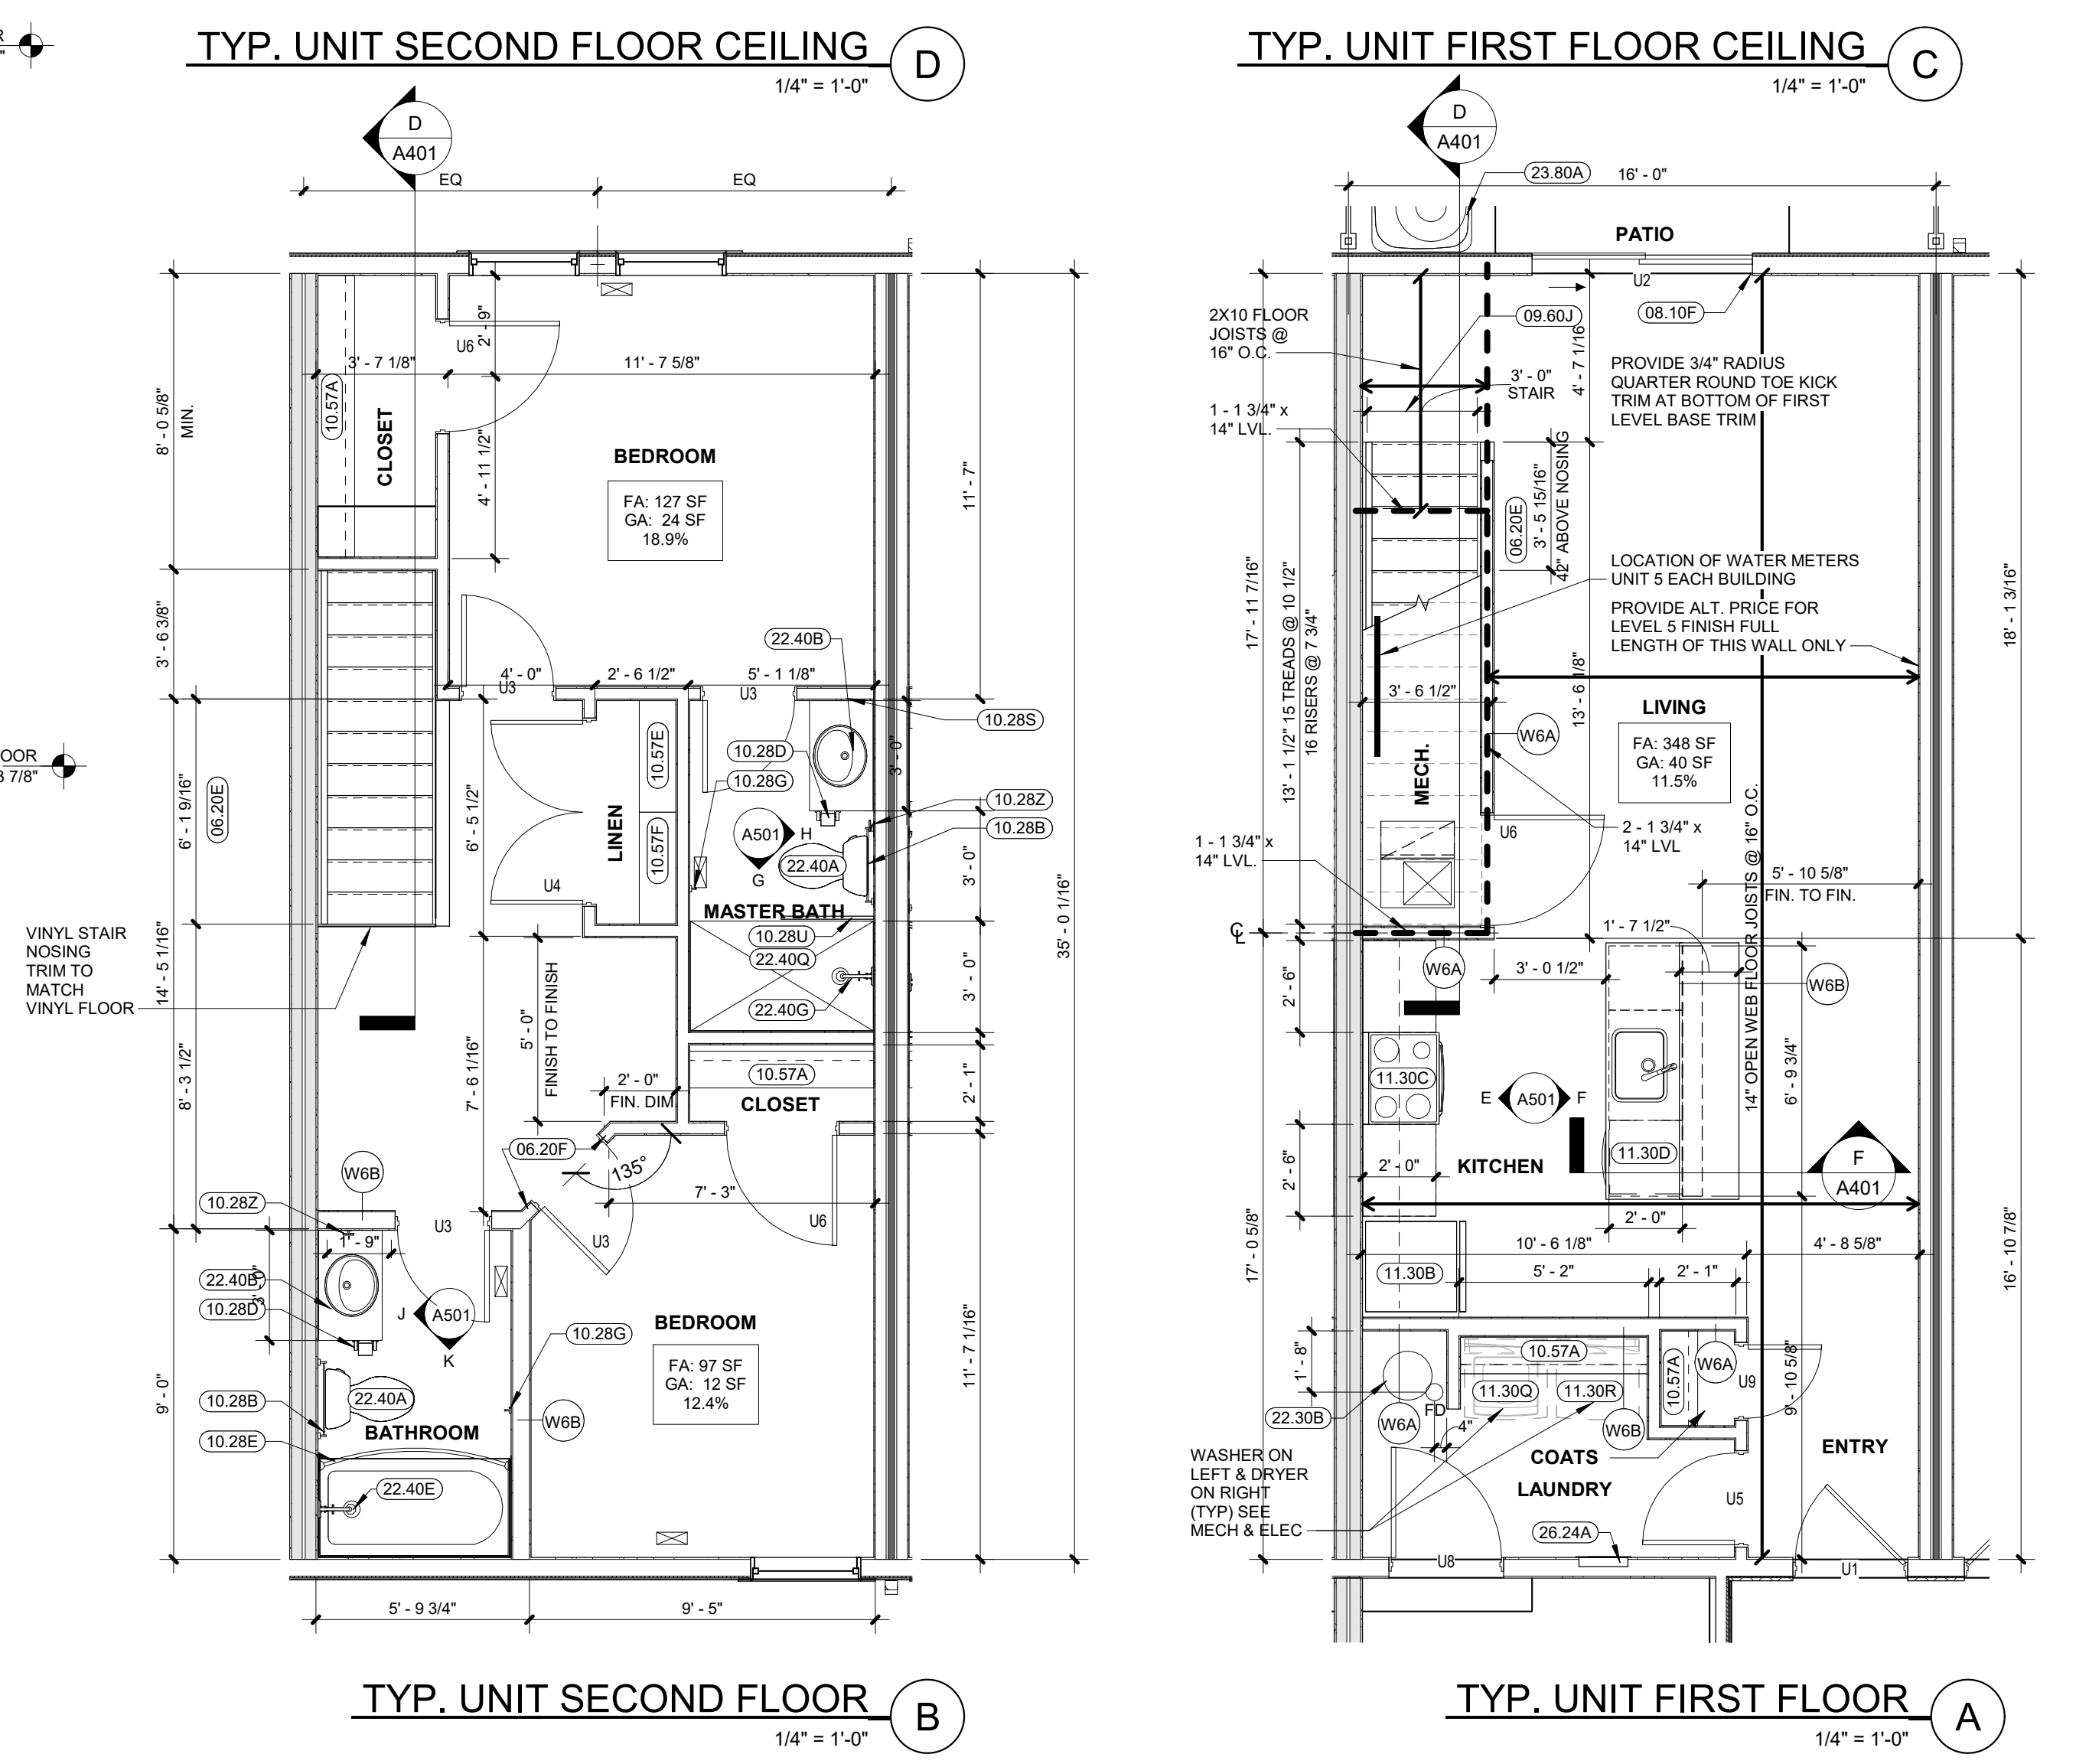 TYP. UNIT SECOND FLOOR CEILING
D
1/4" = 1'-0"
TYP. UNIT FIRST FLOOR CEILING
C
1/4" = 1'-0"
D
A401
EQ
EQ
U6
2' - 9"
3' - 7 1/8"
11' - 7 5/8"
10.57A
CLOSET
8' - 0 5/8"
MIN.
4' - 11 1/2"
BEDROOM
FA: 127 SF
GA: 24 SF
18.9%
11' - 7"
3' - 6 3/8"
22.40B
4' - 0"
U3
2' - 6 1/2"
5' - 1 1/8"
U3
10.28S
10.28D
10.28G
3' - 0"
10.57E
10.57F
LINEN
6' - 5 1/2"
6' - 1 9/16"
06.20E
OOR
3 7/8"
10.28Z
10.28B
A501
H
G
22.40A
U4
3' - 0"
MASTER BATH
10.28U
22.40Q
22.40G
3' - 0"
35' - 0 1/16"
VINYL STAIR
NOSING
TRIM TO
MATCH
VINYL FLOOR
14' - 5 1/16"
8' - 3 1/2"
7' - 6 1/16"
5' - 0"
FINISH TO FINISH
2' - 0"
FIN. DIM
10.57A
CLOSET
2' - 1"
06.20F
135°
7' - 3"
W6B
10.28Z
U3
U3
U6
1' - 9"
22.40B
3' - 0"
10.28D
J
A501
K
10.28G
BEDROOM
FA: 97 SF
GA: 12 SF
12.4%
11' - 7 1/16"
9' - 0"
10.28B
22.40A
W6B
BATHROOM
10.28E
22.40E
5' - 9 3/4"
9' - 5"
TYP. UNIT SECOND FLOOR
B
1/4" = 1'-0"
D
A401
23.80A
16' - 0"
PATIO
U2
2X10 FLOOR
JOISTS @
16" O.C.
09.60J
08.10F
4' - 7 1/16"
3' - 0"
STAIR
PROVIDE 3/4" RADIUS
QUARTER ROUND TOE KICK
TRIM AT BOTTOM OF FIRST
LEVEL BASE TRIM
1 - 1 3/4" x
14" LVL.
06.20E
3' - 5 15/16"
42" ABOVE NOSING
LOCATION OF WATER METERS
UNIT 5 EACH BUILDING
PROVIDE ALT. PRICE FOR
LEVEL 5 FINISH FULL
LENGTH OF THIS WALL ONLY
17' - 11 7/16"
13' - 1 1/2" 15 TREADS @ 10 1/2"
16 RISERS @ 7 3/4"
18' - 1 3/16"
3' - 6 1/2"
13' - 6 1/8"
LIVING
FA: 348 SF
GA: 40 SF
11.5%
W6A
MECH.
U6
2 - 1 3/4" x
14" LVL
1 - 1 3/4" x
14" LVL.
14" OPEN WEB FLOOR JOISTS @ 16" O.C.
5' - 10 5/8"
FIN. TO FIN.
1' - 7 1/2"
W6A
3' - 0 1/2"
W6B
2' - 6"
11.30C
E
A501
F
6' - 9 3/4"
11.30D
KITCHEN
F
A401
2' - 6"
2' - 0"
2' - 0"
17' - 0 5/8"
10' - 6 1/8"
4' - 8 5/8"
11.30B
5' - 2"
2' - 1"
16' - 10 7/8"
1' - 8"
10.57A
11.30Q
11.30R
10.57A
W6A
U9
9' - 10 5/8"
22.30B
W6A
FD
4"
W6B
COATS
ENTRY
WASHER ON
LEFT & DRYER
ON RIGHT
(TYP) SEE
MECH & ELEC
LAUNDRY
U5
26.24A
U8
U1
TYP. UNIT FIRST FLOOR
A
1/4" = 1'-0"